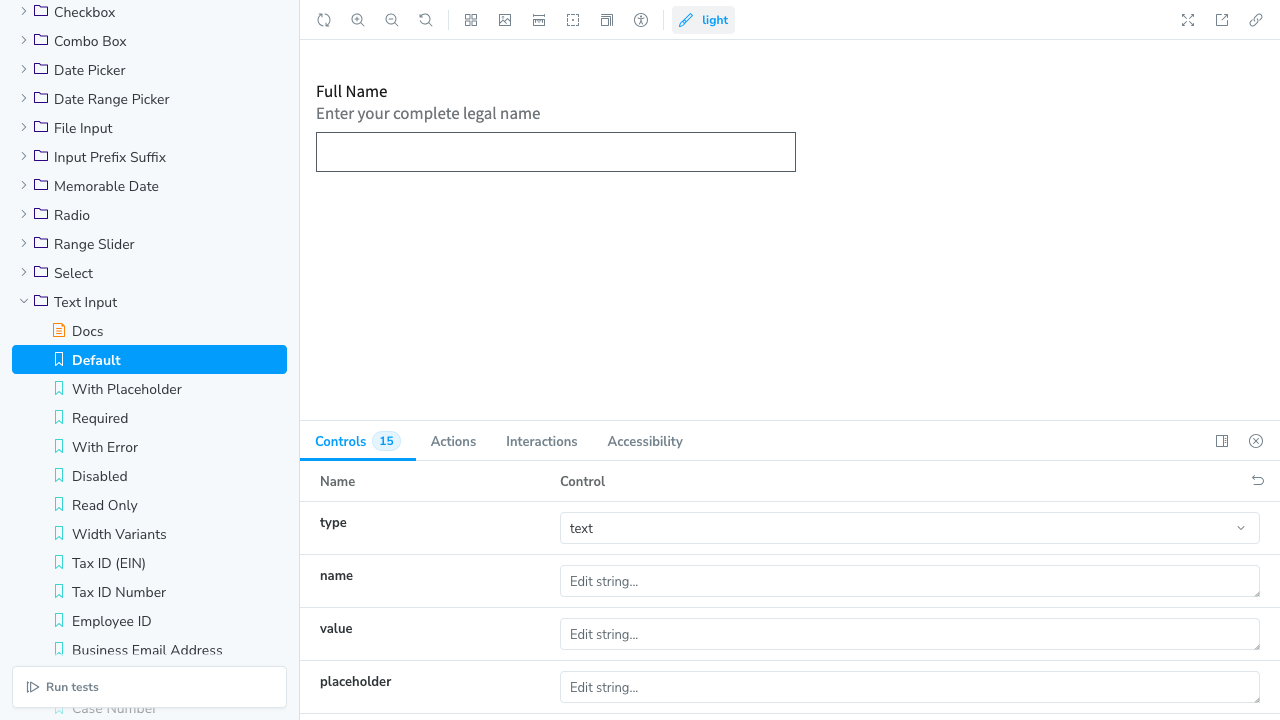 Checkbox
Combo Box
Date Picker
Date Range Picker
File Input
Input Prefix Suffix
Memorable Date
Radio
Range Slider
Select
Text Input
Docs
Default
With Placeholder
Required
With Error
Disabled
Read Only
Width Variants
Tax ID (EIN)
Tax ID Number
Employee ID
Business Email Address
Run tests
Case Number
light
Full Name
Enter your complete legal name
Controls 15 Actions Interactions Accessibility
Name Control
type text
name Edit string...
value Edit string...
placeholder Edit string...